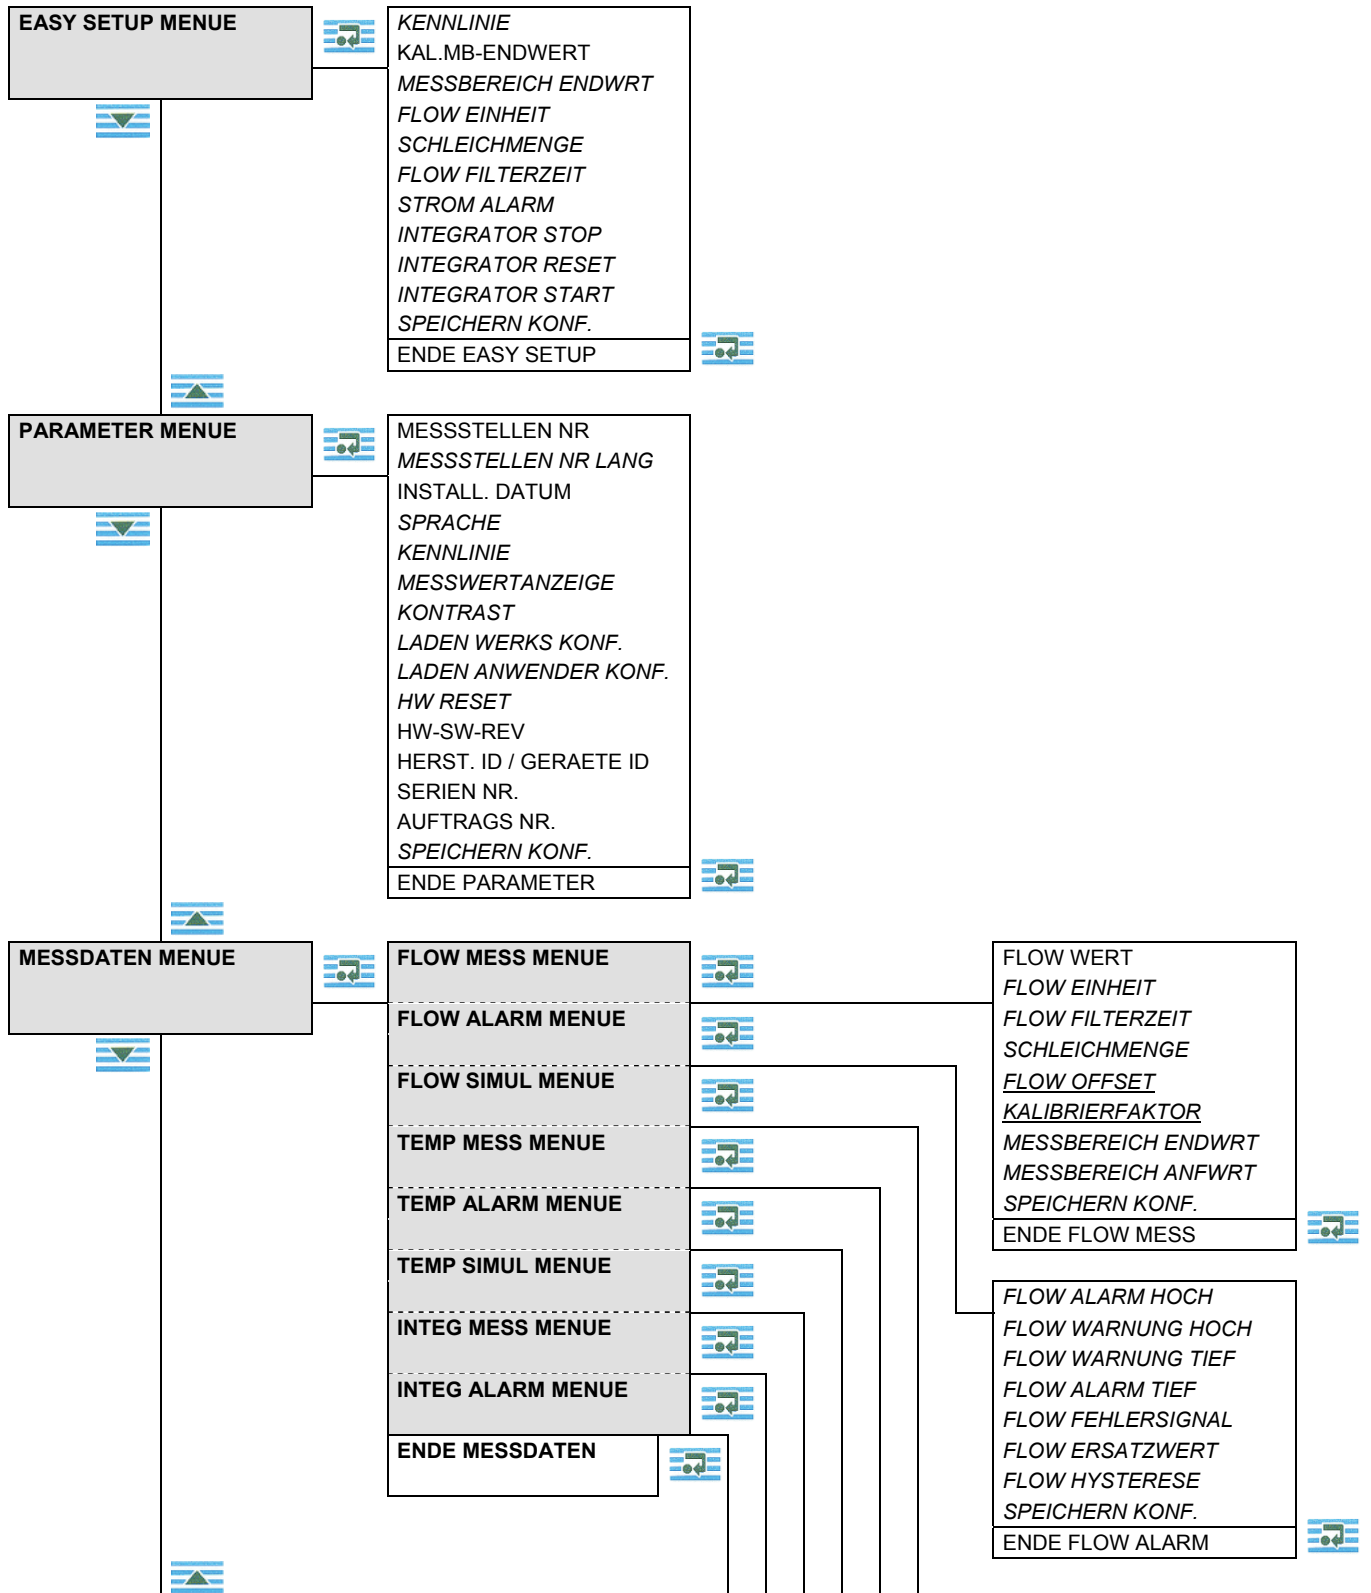 EASY SETUP MENUE
KENNLINIE
KAL.MB-ENDWERT
MESSBEREICH ENDWRT
FLOW EINHEIT
SCHLEICHMENGE
FLOW FILTERZEIT
STROM ALARM
INTEGRATOR STOP
INTEGRATOR RESET
INTEGRATOR START
SPEICHERN KONF.
ENDE EASY SETUP
PARAMETER MENUE
MESSSTELLEN NR
MESSSTELLEN NR LANG
INSTALL. DATUM
SPRACHE
KENNLINIE
MESSWERTANZEIGE
KONTRAST
LADEN WERKS KONF.
LADEN ANWENDER KONF.
HW RESET
HW-SW-REV
HERST. ID / GERAETE ID
SERIEN NR.
AUFTRAGS NR.
SPEICHERN KONF.
ENDE PARAMETER
MESSDATEN MENUE
FLOW MESS MENUE
FLOW ALARM MENUE
FLOW SIMUL MENUE
TEMP MESS MENUE
TEMP ALARM MENUE
TEMP SIMUL MENUE
INTEG MESS MENUE
INTEG ALARM MENUE
ENDE MESSDATEN
FLOW WERT
FLOW EINHEIT
FLOW FILTERZEIT
SCHLEICHMENGE
FLOW OFFSET
KALIBRIERFAKTOR
MESSBEREICH ENDWRT
MESSBEREICH ANFWRT
SPEICHERN KONF.
ENDE FLOW MESS
FLOW ALARM HOCH
FLOW WARNUNG HOCH
FLOW WARNUNG TIEF
FLOW ALARM TIEF
FLOW FEHLERSIGNAL
FLOW ERSATZWERT
FLOW HYSTERESE
SPEICHERN KONF.
ENDE FLOW ALARM